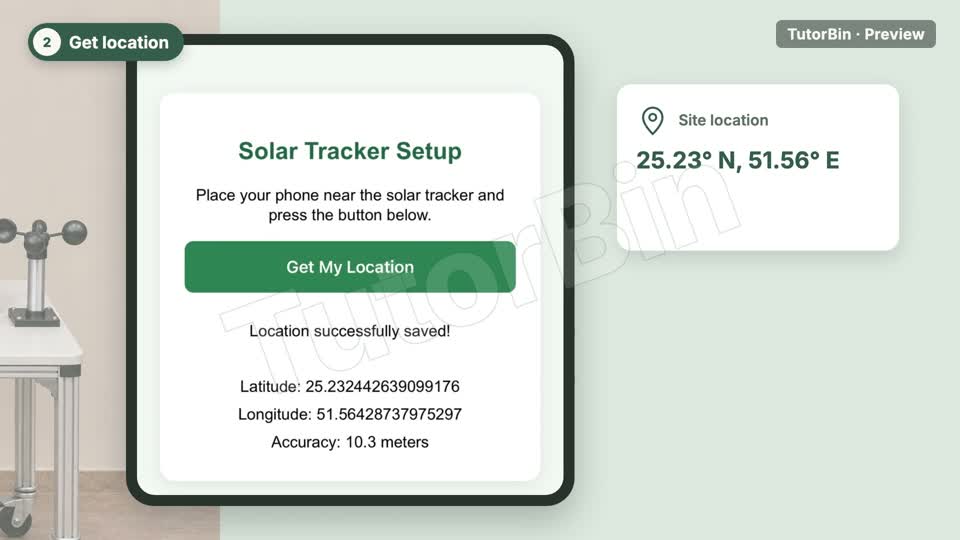 2 Get location
TutorBin · Preview
Solar Tracker Setup
Place your phone near the solar tracker and
press the button below.
Get My Location
Location successfully saved!
Latitude: 25.232442639099176
Longitude: 51.56428737975297
Accuracy: 10.3 meters
Site location
25.23° N, 51.56° E
TutorBin